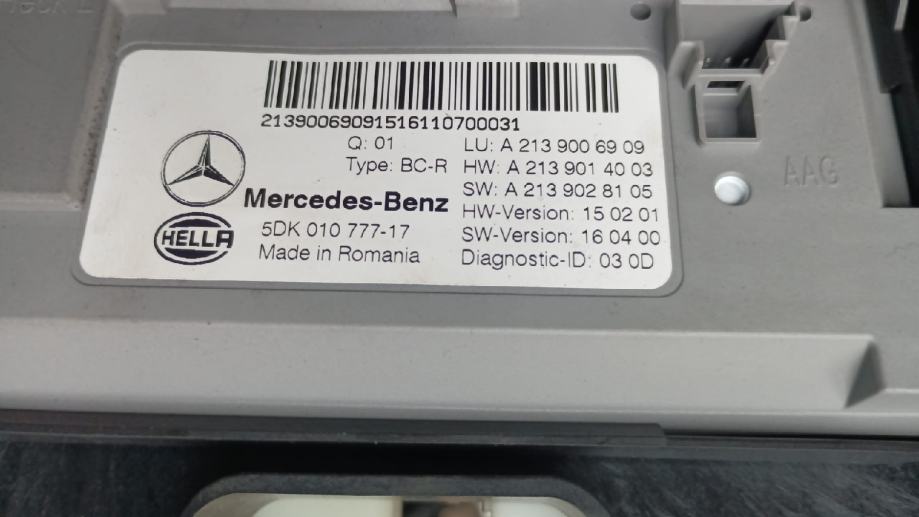 21390069091516110700031
Q: 01
Type: BC-R
Mercedes-Benz
HELLA
5DK 010 777-17
Made in Romania
LU: A 213 900 69 09
HW: A 213 901 40 03
SW: A 213 902 81 05
HW-Version: 15 02 01
SW-Version: 16 04 00
Diagnostic-ID: 03 0D
AAG